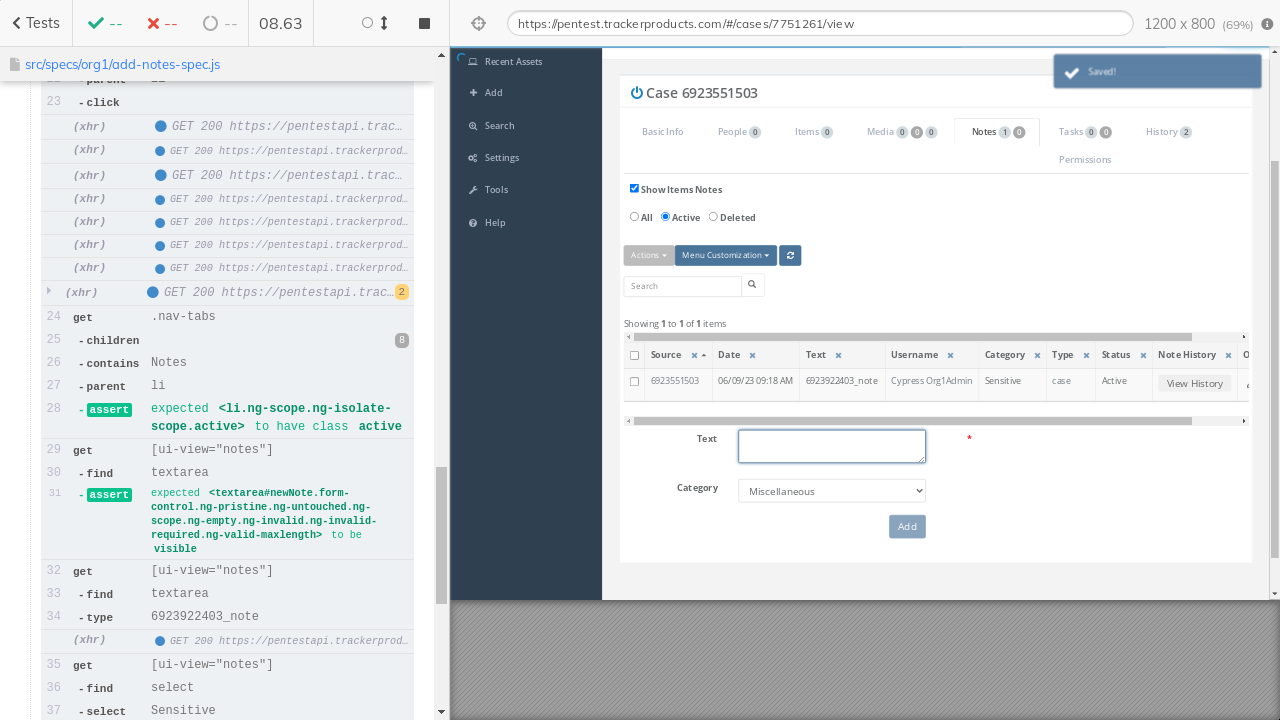 Tests
--
--
--
08.63
https://pentest.trackerproducts.com/#/cases/7751261/view
1200 x 800 (69%)
src/specs/org1/add-notes-spec.js
23 - click
(xhr) GET 200 https://pentestapi.trac...
(xhr) GET 200 https://pentestapi.trackerprod...
(xhr) GET 200 https://pentestapi.trac...
(xhr) GET 200 https://pentestapi.trackerprod...
(xhr) GET 200 https://pentestapi.trackerprod...
(xhr) GET 200 https://pentestapi.trackerprod...
(xhr) GET 200 https://pentestapi.trackerprod...
(xhr) GET 200 https://pentestapi.trac... 2
24 get .nav-tabs
25 - children 8
26 - contains Notes
27 - parent li
28 - assert expected <li.ng-scope.ng-isolate-
scope.active> to have class active
29 get [ui-view="notes"]
30 - find textarea
31 - assert expected <textarea#newNote.form-
control.ng-pristine.ng-untouched.ng-
scope.ng-empty.ng-invalid.ng-invalid-
required.ng-valid-maxlength> to be
visible
32 get [ui-view="notes"]
33 - find textarea
34 - type 6923922403_note
(xhr) GET 200 https://pentestapi.trackerprod...
35 get [ui-view="notes"]
36 - find select
37 - select Sensitive
Recent Assets
Add
Search
Settings
Tools
Help
Saved!
Case 6923551503
Basic Info People 0 Items 0 Media 0 0 0 Notes 1 0 Tasks 0 0 History 2
Permissions
Show Items Notes
All Active Deleted
Actions Menu Customization
Search
Showing 1 to 1 of 1 items
Source Date Text Username Category Type Status Note History
6923551503 06/09/23 09:18 AM 6923922403_note Cypress Org1Admin Sensitive case Active View History
Text *
Category Miscellaneous
Add